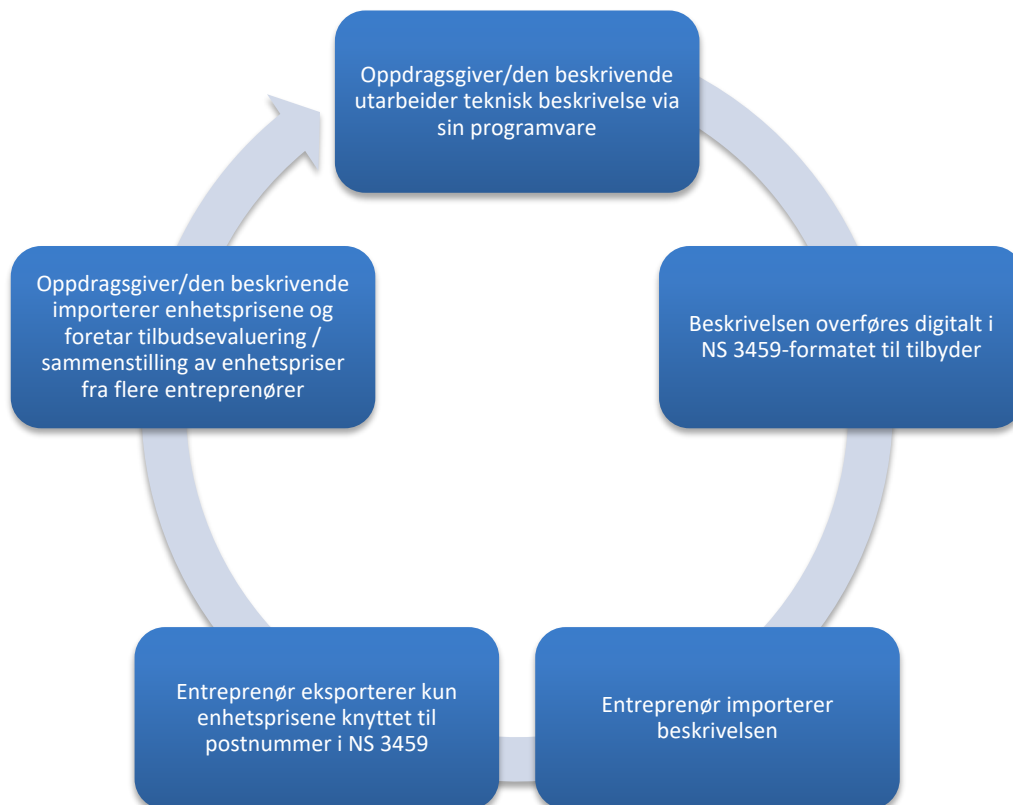 Oppdragsgiver/den beskrivende
utarbeider teknisk beskrivelse via
sin programvare
Beskrivelsen overføres digitalt i
NS 3459-formatet til tilbyder
Entreprenør importerer
beskrivelsen
Entreprenør eksporterer kun
enhetsprisene knyttet til
postnummer i NS 3459
Oppdragsgiver/den beskrivende
importerer enhetsprisene og
foretar tilbudsevaluering /
sammenstilling av enhetspriser
fra flere entreprenører